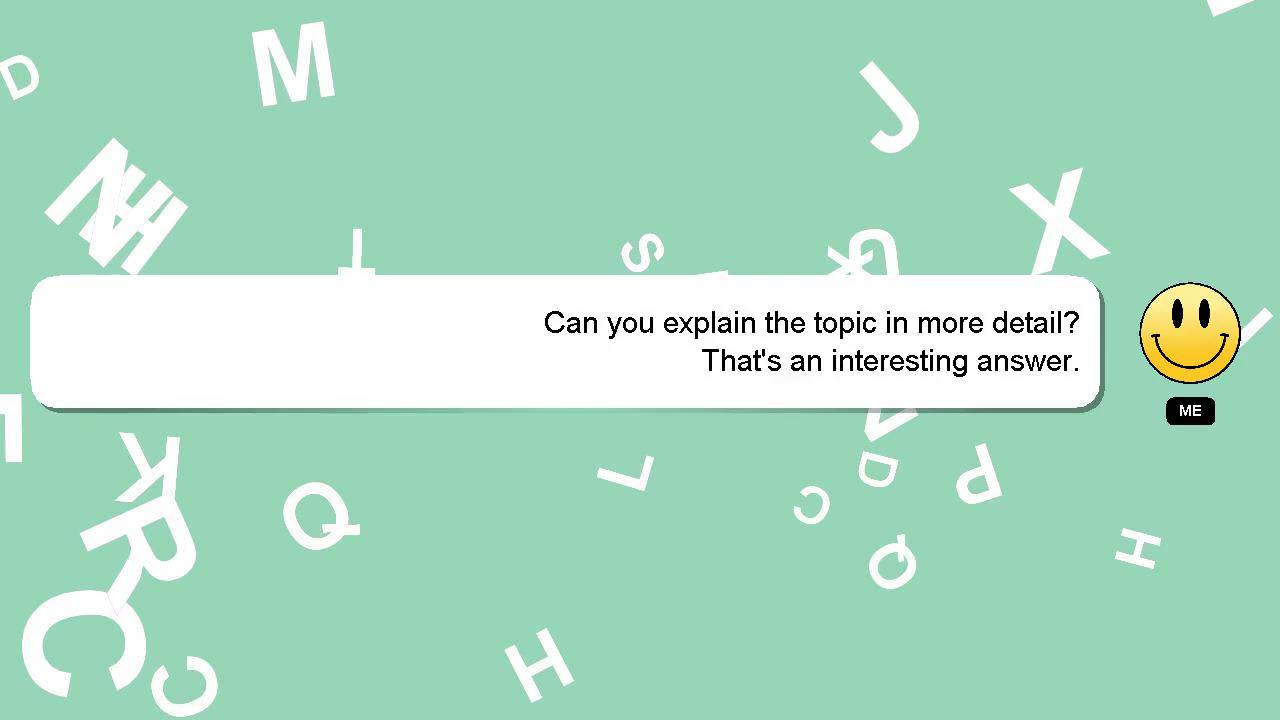 Can you explain the topic in more detail?
That's an interesting answer.
ME